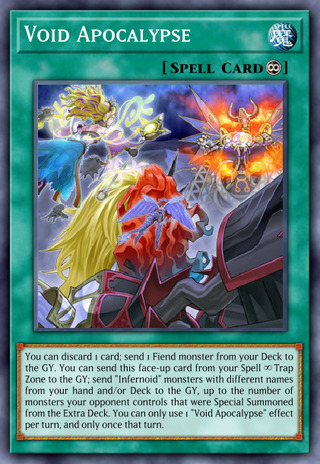 Void Apocalypse
魔
[Spell Card∞]
You can discard 1 card; send 1 Fiend monster from your Deck to
the GY. You can send this face-up card from your Spell ∞ Trap
Zone to the GY; send "Infernoid" monsters with different names
from your hand and/or Deck to the GY, up to the number of
monsters your opponent controls that were Special Summoned
from the Extra Deck. You can only use 1 "Void Apocalypse" effect
per turn, and only once that turn.